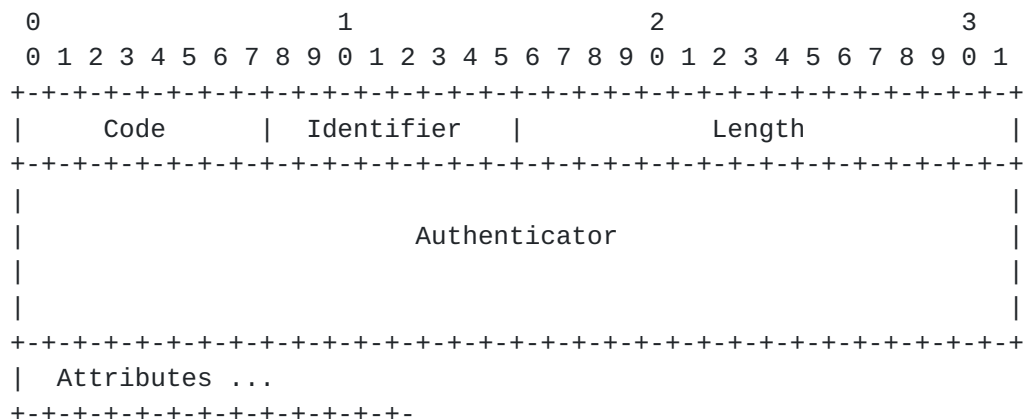 0                   1                   2                   3
 0 1 2 3 4 5 6 7 8 9 0 1 2 3 4 5 6 7 8 9 0 1 2 3 4 5 6 7 8 9 0 1
+-+-+-+-+-+-+-+-+-+-+-+-+-+-+-+-+-+-+-+-+-+-+-+-+-+-+-+-+-+-+-+-+
|     Code      |  Identifier   |            Length             |
+-+-+-+-+-+-+-+-+-+-+-+-+-+-+-+-+-+-+-+-+-+-+-+-+-+-+-+-+-+-+-+-+
|                                                               |
|                         Authenticator                         |
|                                                               |
|                                                               |
+-+-+-+-+-+-+-+-+-+-+-+-+-+-+-+-+-+-+-+-+-+-+-+-+-+-+-+-+-+-+-+-+
|  Attributes ...
+-+-+-+-+-+-+-+-+-+-+-+-+-